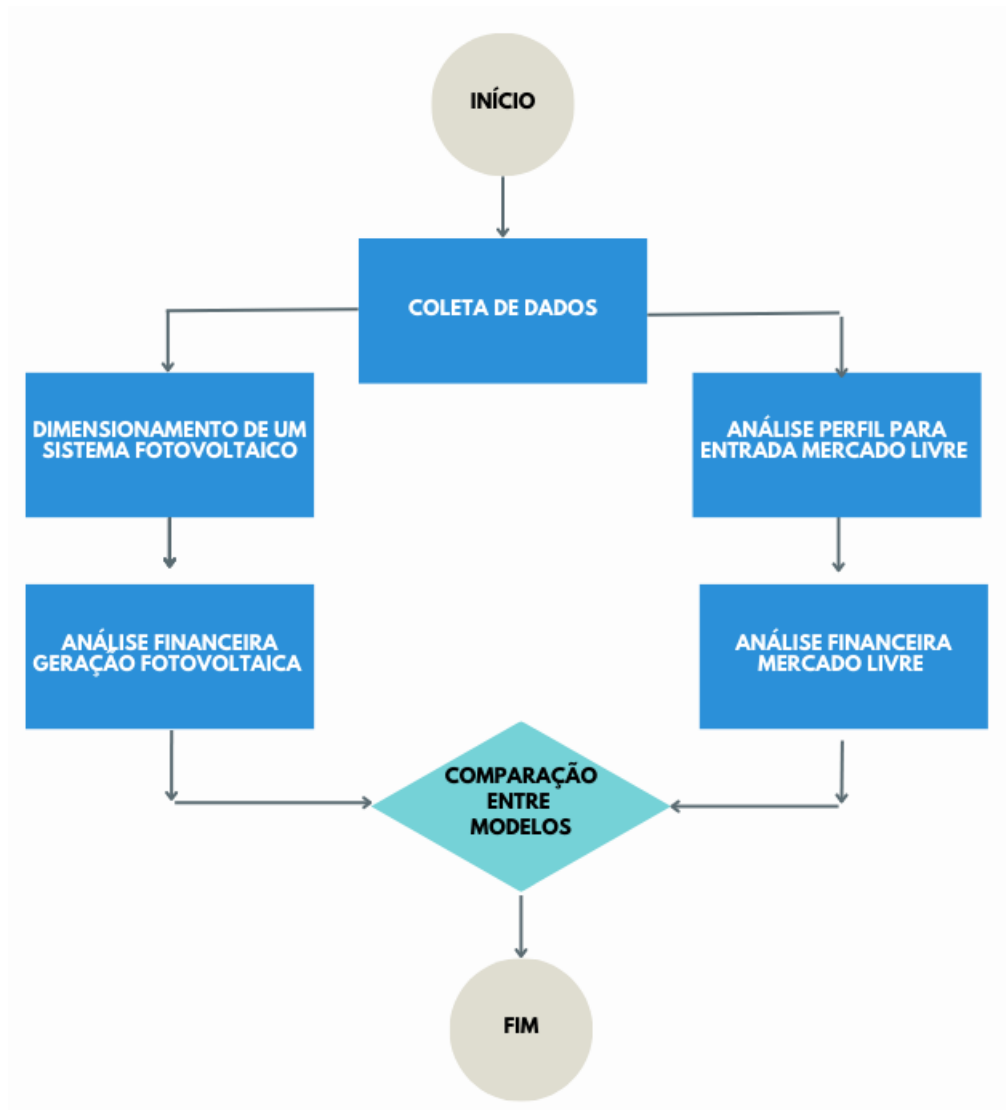 INÍCIO
COLETA DE DADOS
DIMENSIONAMENTO DE UM
SISTEMA FOTOVOLTAICO
ANÁLISE PERFIL PARA
ENTRADA MERCADO LIVRE
ANÁLISE FINANCEIRA
GERAÇÃO FOTOVOLTAICA
ANÁLISE FINANCEIRA
MERCADO LIVRE
COMPARAÇÃO
ENTRE
MODELOS
FIM